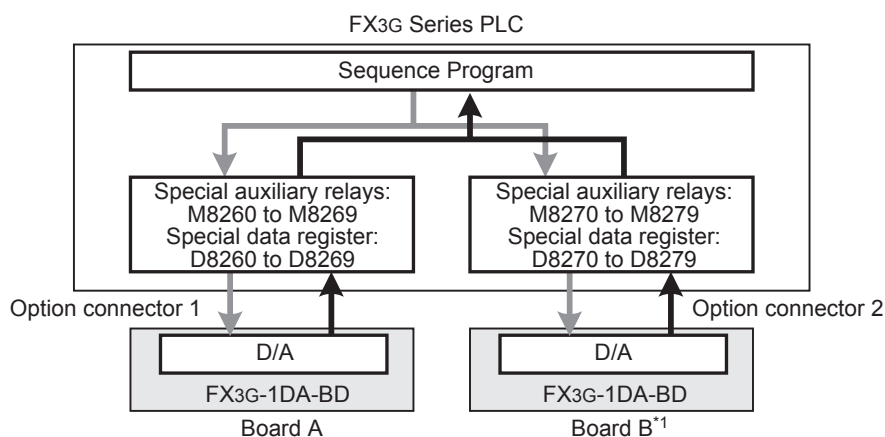 FX3G Series PLC
Sequence Program
Special auxiliary relays:
M8260 to M8269
Special data register:
D8260 to D8269
Special auxiliary relays:
M8270 to M8279
Special data register:
D8270 to D8279
Option connector 1
Option connector 2
D/A
FX3G-1DA-BD
Board A
D/A
FX3G-1DA-BD
Board B*1